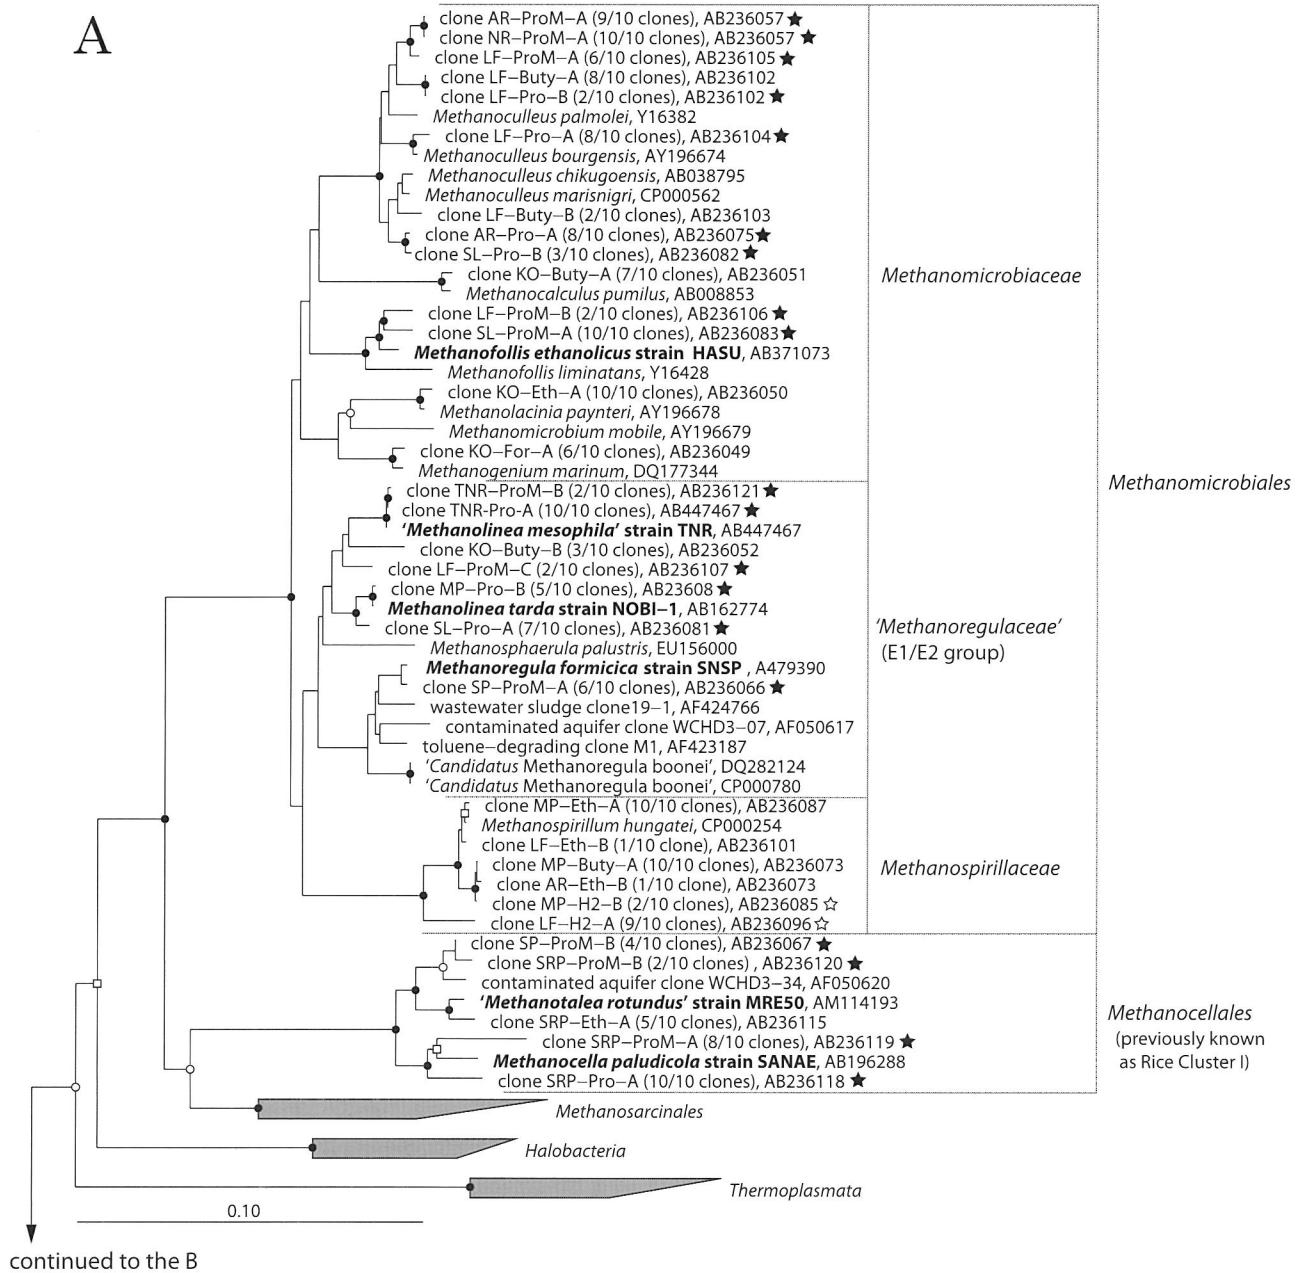 A
clone AR–ProM–A (9/10 clones), AB236057★
clone NR–ProM–A (10/10 clones), AB236057 ★
clone LF–ProM–A (6/10 clones), AB236105★
clone LF–Buty–A (8/10 clones), AB236102
clone LF–Pro–B (2/10 clones), AB236102★
Methanoculleus palmolei, Y16382
clone LF–Pro–A (8/10 clones), AB236104★
Methanoculleus bourgensis, AY196674
Methanoculleus chikugoensis, AB038795
Methanoculleus marisnigri, CP000562
clone LF–Buty–B (2/10 clones), AB236103
clone AR–Pro–A (8/10 clones), AB236075★
clone SL–Pro–B (3/10 clones), AB236082 ★
clone KO–Buty–A (7/10 clones), AB236051
Methanomicrobiaceae
Methanocalculus pumilus, AB008853
clone LF–ProM–B (2/10 clones), AB236106 ★
clone SL–ProM–A (10/10 clones), AB236083★
Methanofollis ethanolicus strain HASU, AB371073
Methanofollis liminatans, Y16428
clone KO–Eth–A (10/10 clones), AB236050
Methanolacinia paynteri, AY196678
Methanomicrobium mobile, AY196679
clone KO–For–A (6/10 clones), AB236049
Methanogenium marinum, DQ177344
Methanomicrobiales
clone TNR–ProM–B (2/10 clones), AB236121★
clone TNR-Pro-A (10/10 clones), AB447467 ★
‘Methanolinea mesophila’ strain TNR, AB447467
clone KO–Buty–B (3/10 clones), AB236052
clone LF–ProM–C (2/10 clones), AB236107 ★
clone MP–Pro–B (5/10 clones), AB23608 ★
Methanolinea tarda strain NOBI–1, AB162774
clone SL–Pro–A (7/10 clones), AB236081★
‘Methanoregulaceae’
(E1/E2 group)
Methanosphaerula palustris, EU156000
Methanoregula formicica strain SNSP , A479390
clone SP–ProM–A (6/10 clones), AB236066★
wastewater sludge clone19–1, AF424766
contaminated aquifer clone WCHD3–07, AF050617
toluene–degrading clone M1, AF423187
‘Candidatus Methanoregula boonei’, DQ282124
‘Candidatus Methanoregula boonei’, CP000780
clone MP–Eth–A (10/10 clones), AB236087
Methanospirillum hungatei, CP000254
clone LF–Eth–B (1/10 clone), AB236101
clone MP–Buty–A (10/10 clones), AB236073
Methanospirillaceae
clone AR–Eth–B (1/10 clone), AB236073
clone MP–H2–B (2/10 clones), AB236085☆
clone LF–H2–A (9/10 clones), AB236096☆
clone SP–ProM–B (4/10 clones), AB236067 ★
clone SRP–ProM–B (2/10 clones) , AB236120 ★
contaminated aquifer clone WCHD3–34, AF050620
‘Methanotalea rotundus’ strain MRE50, AM114193
clone SRP–Eth–A (5/10 clones), AB236115
Methanocellales
(previously known
as Rice Cluster I)
clone SRP–ProM–A (8/10 clones), AB236119 ★
Methanocella paludicola strain SANAE, AB196288
clone SRP–Pro–A (10/10 clones), AB236118 ★
Methanosarcinales
Halobacteria
Thermoplasmata
0.10
continued to the B